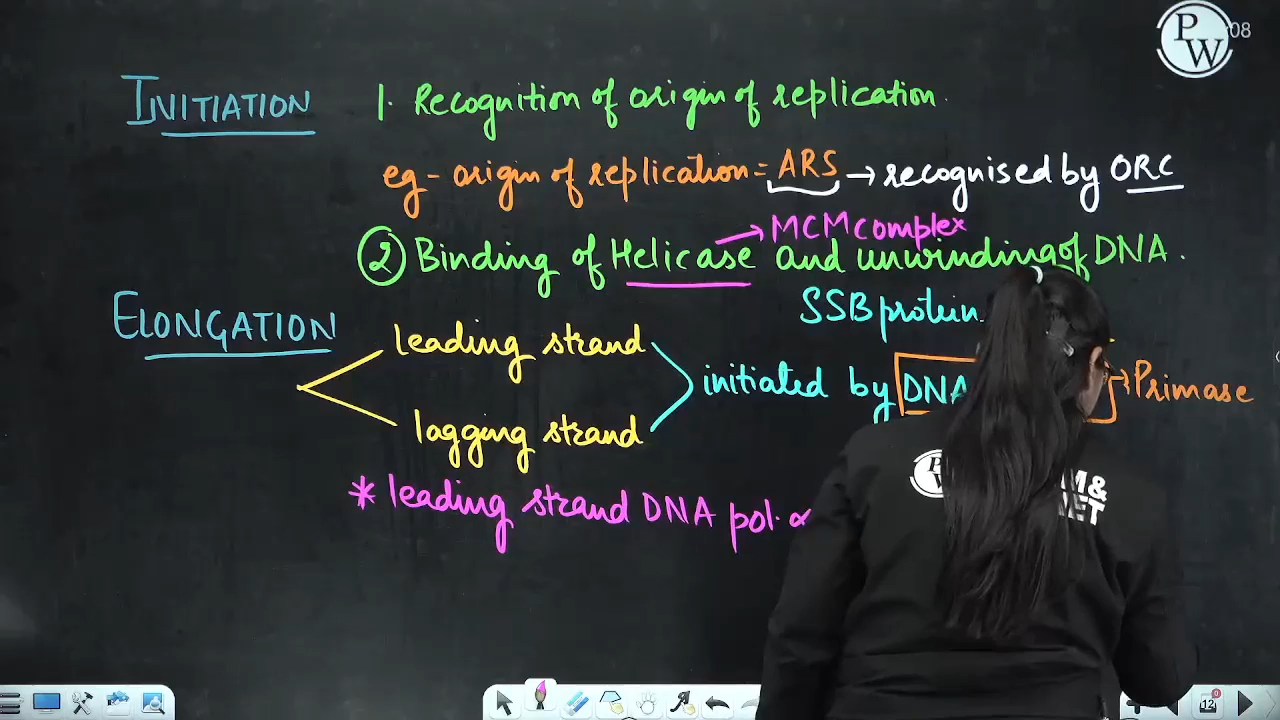 PW 08
INITIATION 1. Recognition of origin of replication.
eg - origin of replication = ARS → recognised by ORC
→ MCM complex
② Binding of Helicase and unwinding of DNA.
SSB protein.
ELONGATION
leading strand
initiated by DNA → Primase
lagging strand
* leading strand DNA pol. α
M&